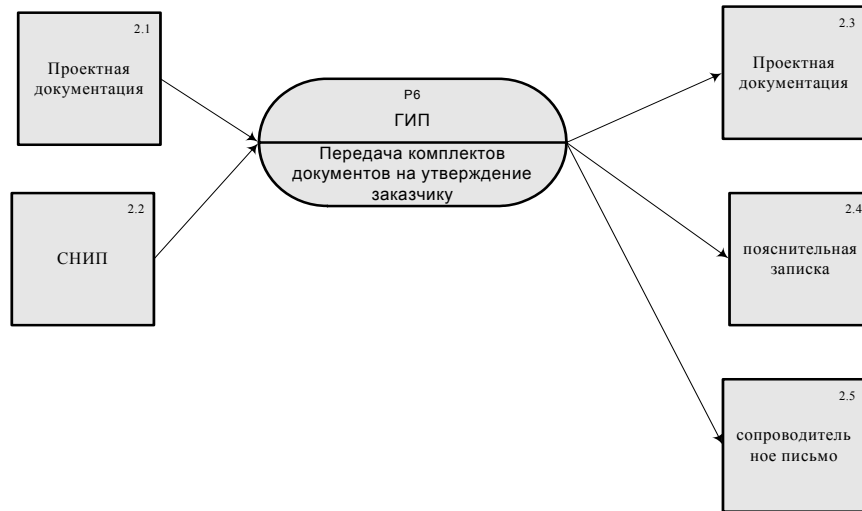 2.1
Проектная
документация
2.2
СНИП
P6
ГИП
Передача комплектов
документов на утверждение
заказчику
2.3
Проектная
документация
2.4
пояснительная
записка
2.5
сопроводитель
ное письмо